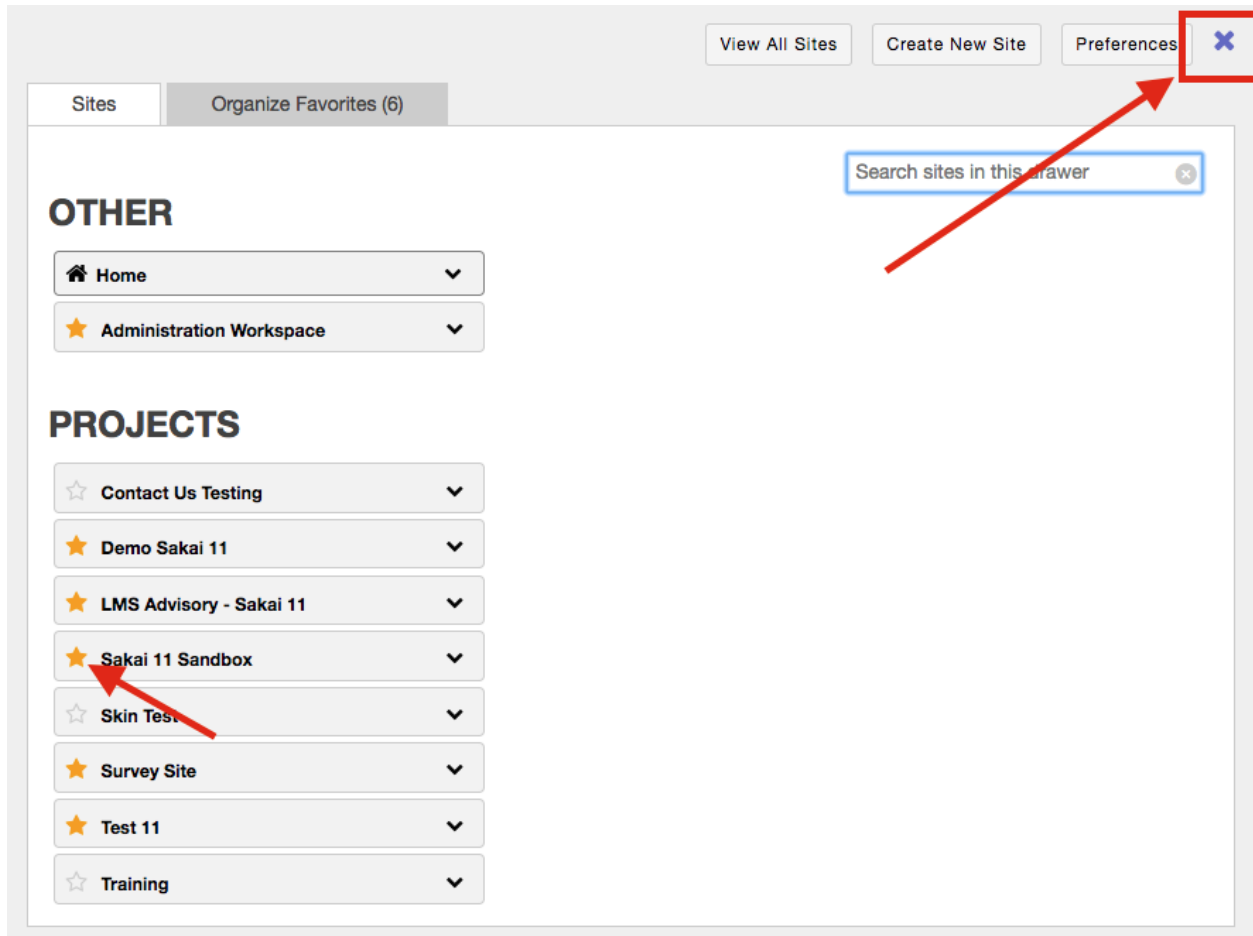 View All Sites Create New Site Preferences
Sites Organize Favorites (6)
Search sites in this drawer
OTHER
Home
Administration Workspace
PROJECTS
Contact Us Testing
Demo Sakai 11
LMS Advisory - Sakai 11
Sakai 11 Sandbox
Skin Test
Survey Site
Test 11
Training